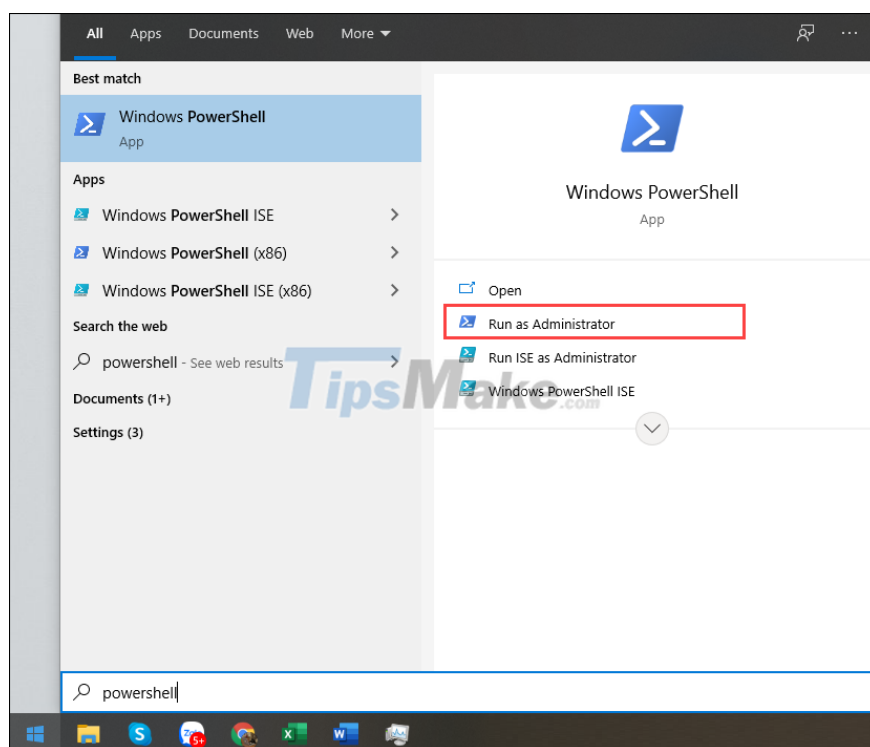 All Apps Documents Web More
Best match
Windows PowerShell
App
Apps
Windows PowerShell ISE
Windows PowerShell (x86)
Windows PowerShell ISE (x86)
Search the web
powershell - See web results
Documents (1+)
Settings (3)
Windows PowerShell
App
Open
Run as Administrator
Run ISE as Administrator
Windows PowerShell ISE
TipsMake.com
powershell
S 5+ X W